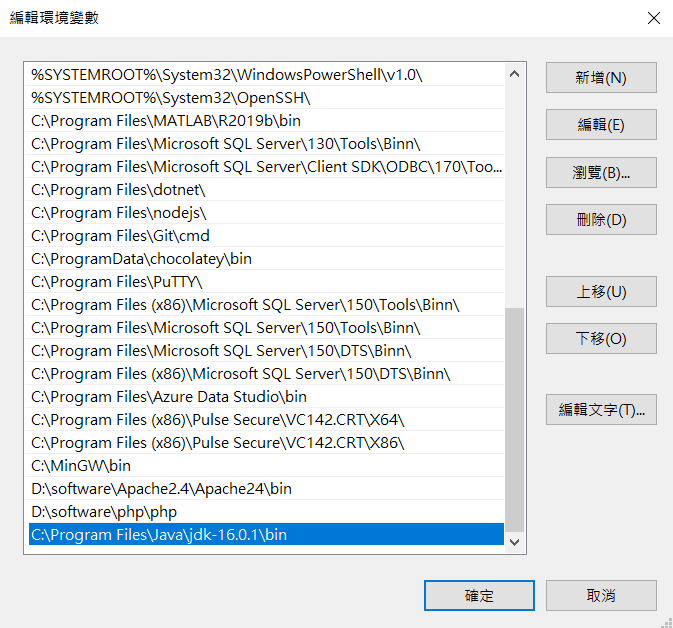 編輯環境變數
%SYSTEMROOT%\System32\WindowsPowerShell\v1.0\
%SYSTEMROOT%\System32\OpenSSH\
C:\Program Files\MATLAB\R2019b\bin
C:\Program Files\Microsoft SQL Server\130\Tools\Binn\
C:\Program Files\Microsoft SQL Server\Client SDK\ODBC\170\Too...
C:\Program Files\dotnet\
C:\Program Files\nodejs\
C:\Program Files\Git\cmd
C:\ProgramData\chocolatey\bin
C:\Program Files\PuTTY\
C:\Program Files (x86)\Microsoft SQL Server\150\Tools\Binn\
C:\Program Files\Microsoft SQL Server\150\Tools\Binn\
C:\Program Files\Microsoft SQL Server\150\DTS\Binn\
C:\Program Files (x86)\Microsoft SQL Server\150\DTS\Binn\
C:\Program Files\Azure Data Studio\bin
C:\Program Files (x86)\Pulse Secure\VC142.CRT\X64\
C:\Program Files (x86)\Pulse Secure\VC142.CRT\X86\
C:\MinGW\bin
D:\software\Apache2.4\Apache24\bin
D:\software\php\php
C:\Program Files\Java\jdk-16.0.1\bin
新增(N)
編輯(E)
瀏覽(B)...
刪除(D)
上移(U)
下移(O)
編輯文字(T)...
確定
取消